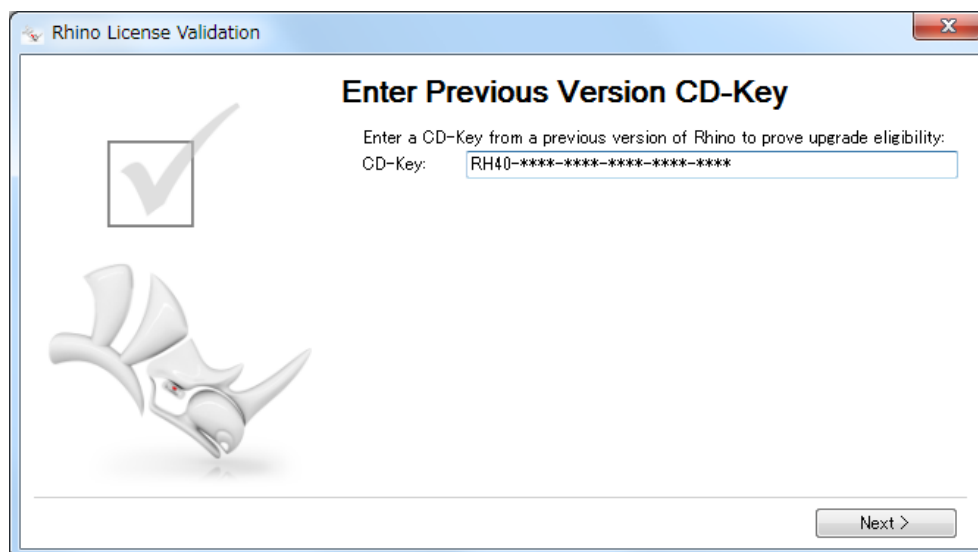 Rhino License Validation
Enter Previous Version CD-Key
Enter a CD-Key from a previous version of Rhino to prove upgrade eligibility:
CD-Key: RH40-****-****-****-****-****
Next >